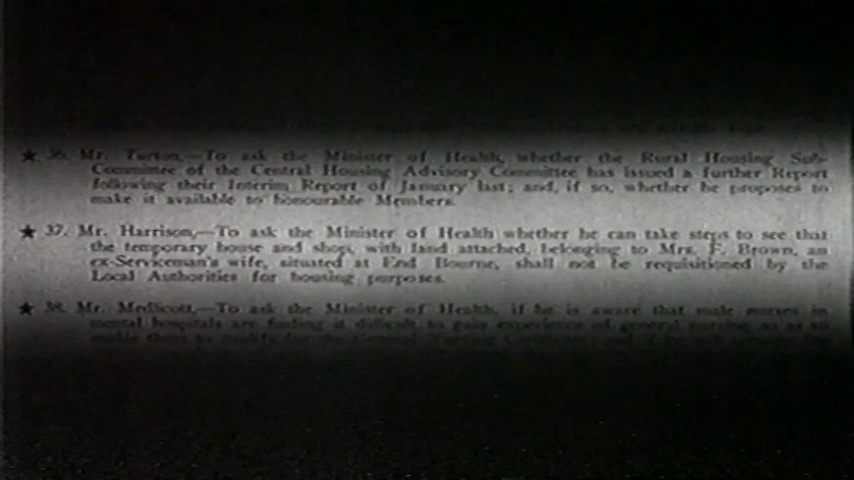 ★ 36. Mr. Turton,—To ask the Minister of Health, whether the Rural Housing Sub-
Committee of the Central Housing Advisory Committee has issued a further Report
following their Interim Report of January last; and, if so, whether he proposes to
make it available to honourable Members.
★ 37. Mr. Harrison,—To ask the Minister of Health whether he can take steps to see that
the temporary house and shop, with land attached, belonging to Mrs. F. Brown, an
ex-Serviceman's wife, situated at End Bourne, shall not be requisitioned by the
Local Authorities for housing purposes.
★ 38. Mr. Medlicott,—To ask the Minister of Health, if he is aware that male nurses in
mental hospitals are finding it difficult to gain experience of general nursing so as to